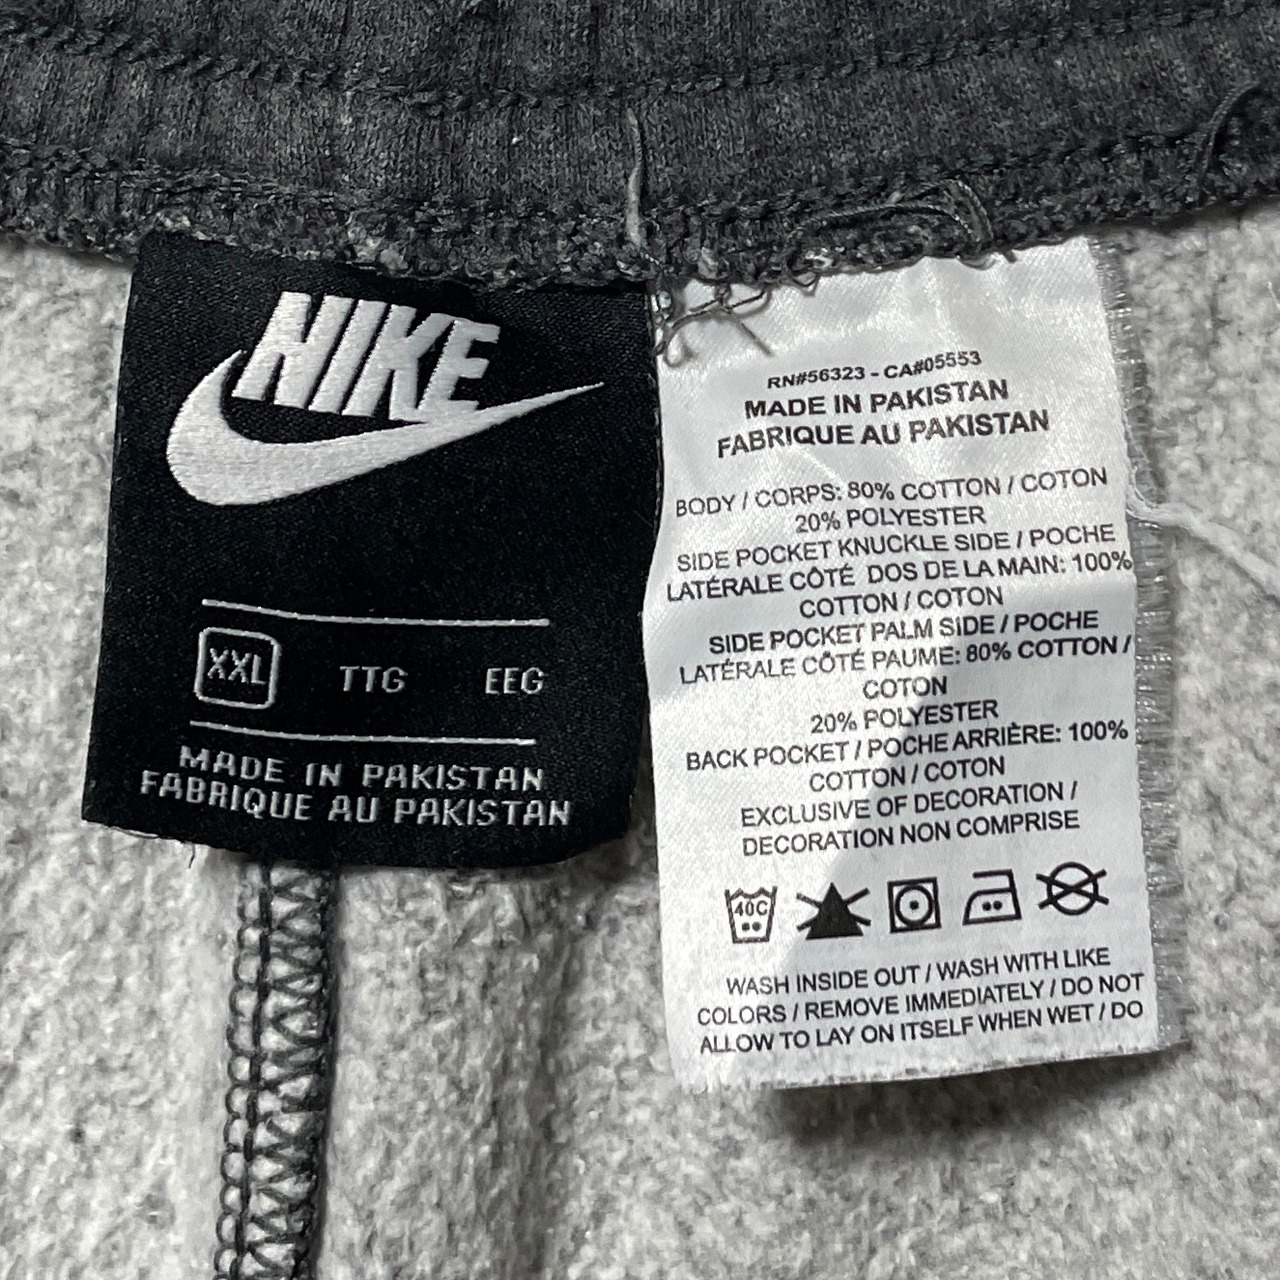 NIKE
XXL TTG EEG
MADE IN PAKISTAN
FABRIQUE AU PAKISTAN
RN#56323 - CA#05553
MADE IN PAKISTAN
FABRIQUE AU PAKISTAN
BODY / CORPS: 80% COTTON / COTON
20% POLYESTER
SIDE POCKET KNUCKLE SIDE / POCHE
LATÉRALE CÔTÉ DOS DE LA MAIN: 100%
COTTON / COTON
SIDE POCKET PALM SIDE / POCHE
LATÉRALE CÔTÉ PAUME: 80% COTTON /
COTON
20% POLYESTER
BACK POCKET / POCHE ARRIÈRE: 100%
COTTON / COTON
EXCLUSIVE OF DECORATION /
DECORATION NON COMPRISE
40C
WASH INSIDE OUT / WASH WITH LIKE
COLORS / REMOVE IMMEDIATELY / DO NOT
ALLOW TO LAY ON ITSELF WHEN WET / DO